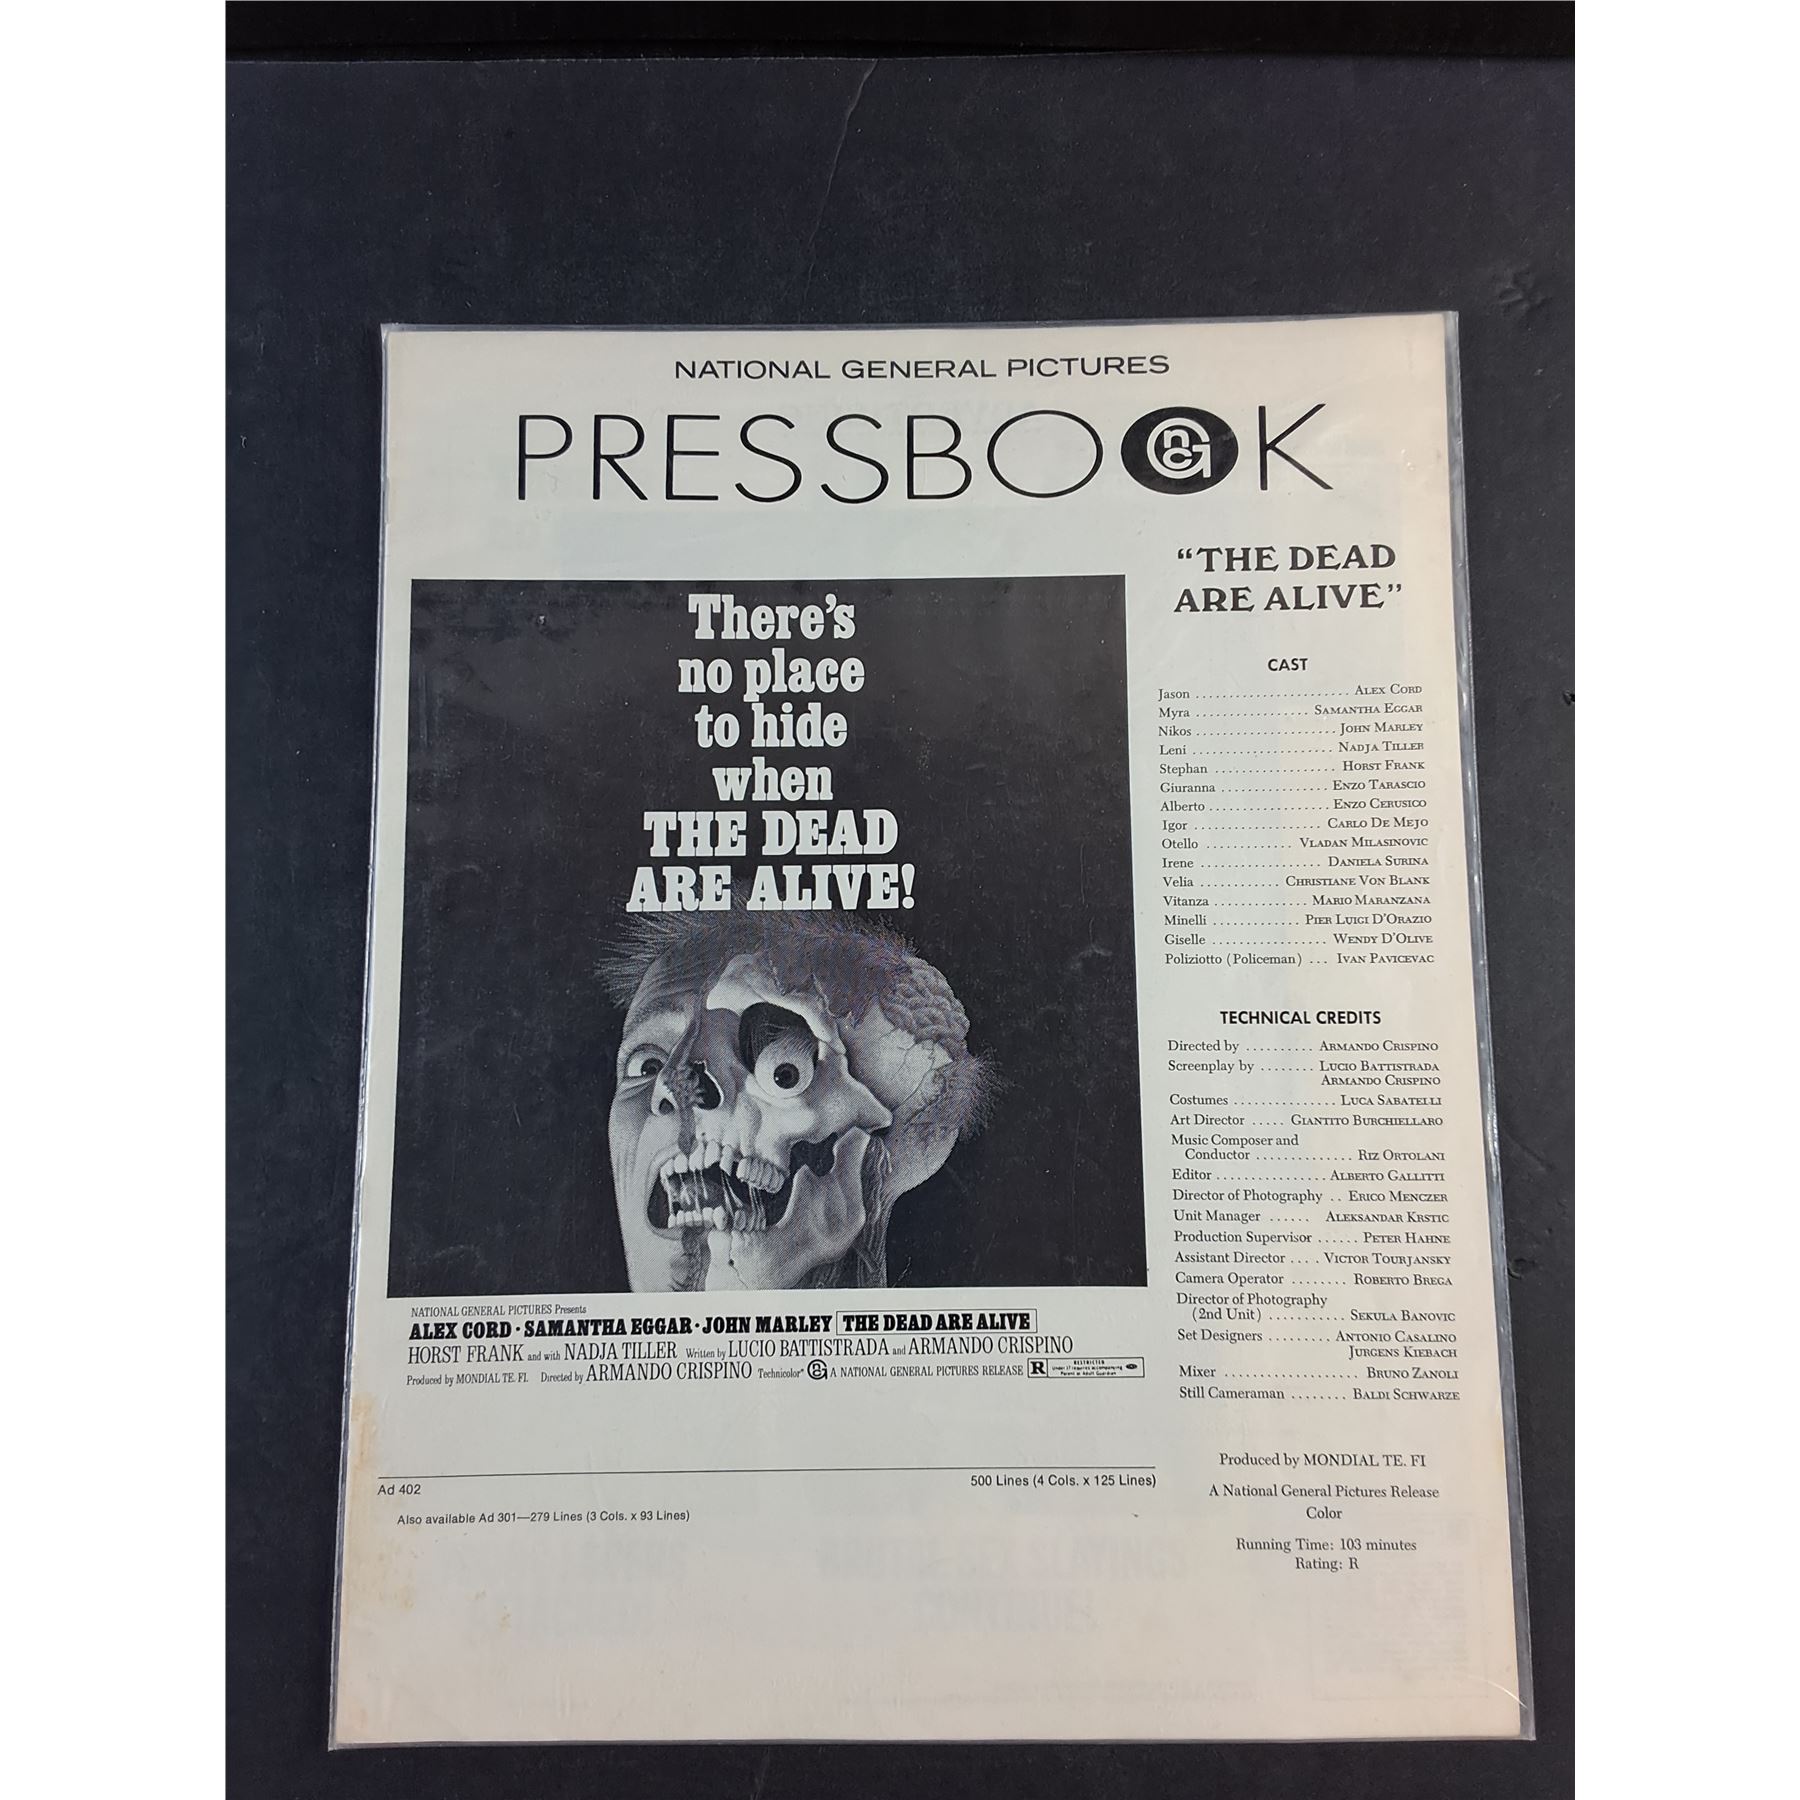 NATIONAL GENERAL PICTURES
PRESSBOOK
There's
no place
to hide
when
THE DEAD
ARE ALIVE!
NATIONAL GENERAL PICTURES Presents
ALEX CORD · SAMANTHA EGGAR · JOHN MARLEY THE DEAD ARE ALIVE
HORST FRANK and with NADJA TILLER Written by LUCIO BATTISTRADA and ARMANDO CRISPINO
Produced by MONDIAL TE. FI. Directed by ARMANDO CRISPINO Technicolor® A NATIONAL GENERAL PICTURES RELEASE R RESTRICTED
Under 17 requires accompanying
Parent or Adult Guardian
Ad 402
500 Lines (4 Cols. x 125 Lines)
Also available Ad 301—279 Lines (3 Cols. x 93 Lines)
"THE DEAD
ARE ALIVE"
CAST
Jason ....................... ALEX CORD
Myra ................. SAMANTHA EGGAR
Nikos ..................... JOHN MARLEY
Leni ..................... NADJA TILLER
Stephan .................. HORST FRANK
Giuranna ................ ENZO TARASCIO
Alberto .................. ENZO CERUSICO
Igor ................... CARLO DE MEJO
Otello ............. VLADAN MILASINOVIC
Irene .................. DANIELA SURINA
Velia ............ CHRISTIANE VON BLANK
Vitanza .............. MARIO MARANZANA
Minelli ............. PIER LUIGI D'ORAZIO
Giselle ................. WENDY D'OLIVE
Poliziotto (Policeman) ... IVAN PAVICEVAC
TECHNICAL CREDITS
Directed by .......... ARMANDO CRISPINO
Screenplay by ........ LUCIO BATTISTRADA
ARMANDO CRISPINO
Costumes ............... LUCA SABATELLI
Art Director ..... GIANTITO BURCHIELLARO
Music Composer and
Conductor .............. RIZ ORTOLANI
Editor ................ ALBERTO GALLITTI
Director of Photography .. ERICO MENCZER
Unit Manager ...... ALEKSANDAR KRSTIC
Production Supervisor ...... PETER HAHNE
Assistant Director .... VICTOR TOURJANSKY
Camera Operator ........ ROBERTO BREGA
Director of Photography
(2nd Unit) ........... SEKULA BANOVIC
Set Designers ......... ANTONIO CASALINO
JURGENS KIEBACH
Mixer .................... BRUNO ZANOLI
Still Cameraman ........ BALDI SCHWARZE
Produced by MONDIAL TE. FI
A National General Pictures Release
Color
Running Time: 103 minutes
Rating: R